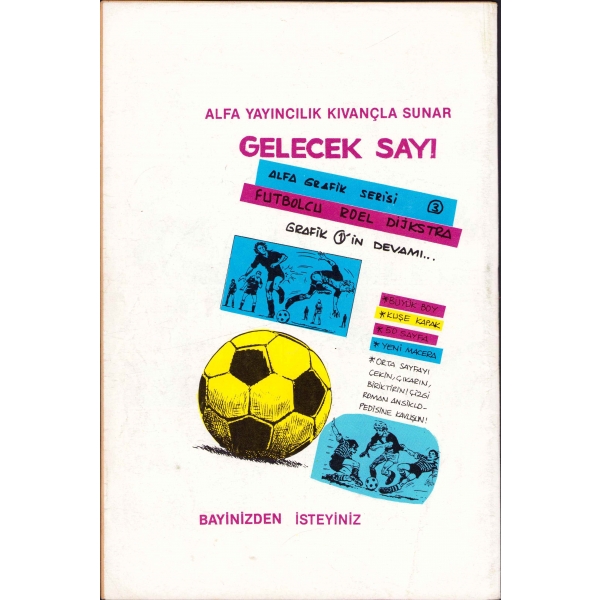 ALFA YAYINCILIK KIVANÇLA SUNAR
GELECEK SAYI
ALFA GRAFİK SERİSİ 3
FUTBOLCU ROEL DIJKSTRA
GRAFİK 1'İN DEVAMI...
*BÜYÜK BOY
*KUŞE KAPAK
*50 SAYFA
*YENİ MACERA
*ORTA SAYFAYI
ÇEKİN, ÇIKARIN,
BİRİKTİRİN! ÇİZGİ
ROMAN ANSİKLO-
PEDİSİNE KAVUŞUN!
BAYİNİZDEN İSTEYİNİZ